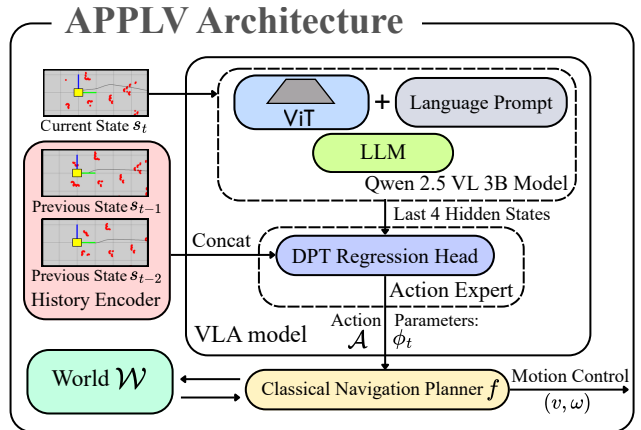 APPLV Architecture
Current State s_t
ViT
+
Language Prompt
LLM
Qwen 2.5 VL 3B Model
Previous State s_{t−1}
Previous State s_{t−2}
History Encoder
Last 4 Hidden States
Concat
DPT Regression Head
Action Expert
VLA model
Action Parameters:
𝒜 ϕ_t
World 𝒲
Classical Navigation Planner f
Motion Control
(v, ω)